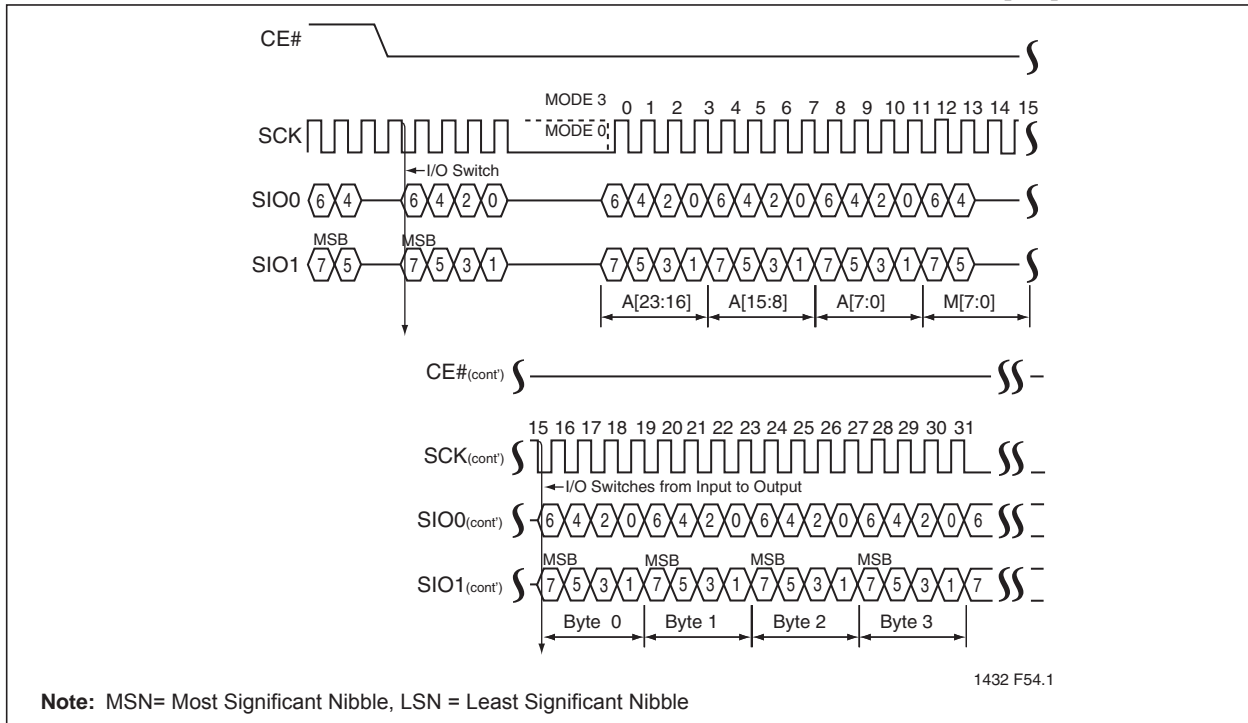 CE#
MODE 3
0 1 2 3 4 5 6 7 8 9 10 11 12 13 14 15
SCK
MODE 0
I/O Switch
SIO0 6 4 6 4 2 0 6 4 2 0 6 4 2 0 6 4 2 0 6 4
MSB MSB
SIO1 7 5 7 5 3 1 7 5 3 1 7 5 3 1 7 5 3 1 7 5
A[23:16] A[15:8] A[7:0] M[7:0]
CE#(cont')
15 16 17 18 19 20 21 22 23 24 25 26 27 28 29 30 31
SCK(cont')
I/O Switches from Input to Output
SIO0(cont') 6 4 2 0 6 4 2 0 6 4 2 0 6 4 2 0 6
MSB MSB MSB MSB
SIO1(cont') 7 5 3 1 7 5 3 1 7 5 3 1 7 5 3 1 7
Byte 0 Byte 1 Byte 2 Byte 3
1432 F54.1
Note: MSN= Most Significant Nibble, LSN = Least Significant Nibble